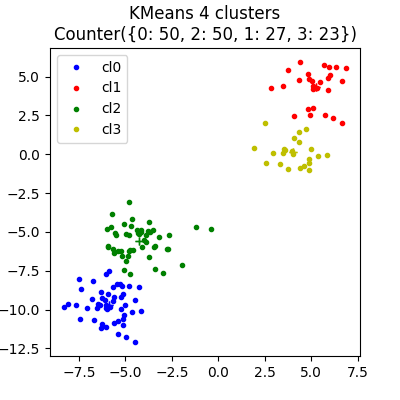 KMeans 4 clusters
Counter({0: 50, 2: 50, 1: 27, 3: 23})
cl0
cl1
cl2
cl3
5.0
2.5
0.0
−2.5
−5.0
−7.5
−10.0
−12.5
−7.5 −5.0 −2.5 0.0 2.5 5.0 7.5